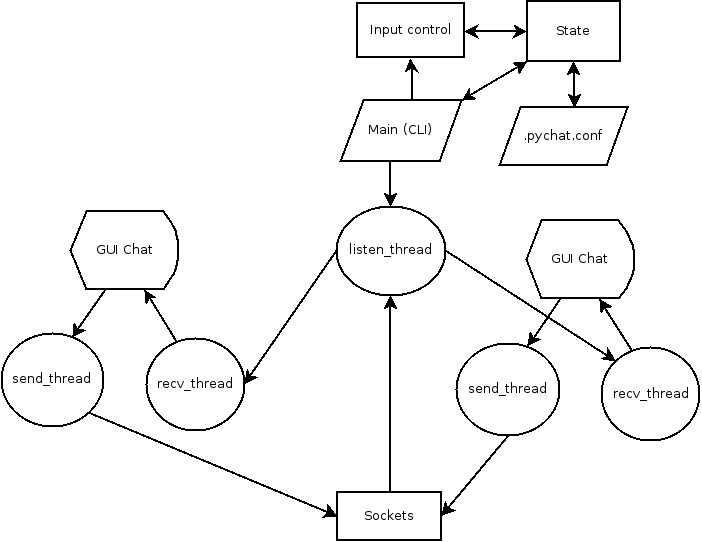 Input control
State
Main (CLI)
.pychat.conf
GUI Chat
listen_thread
GUI Chat
send_thread
recv_thread
send_thread
recv_thread
Sockets